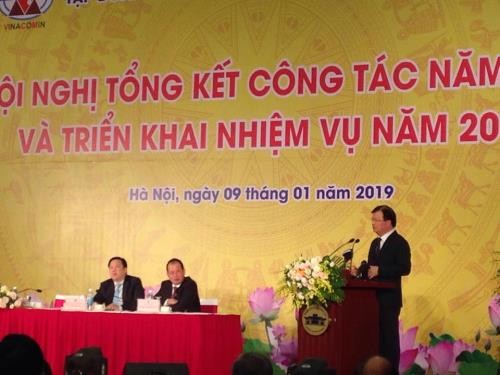 VINACOMIN
HỘI NGHỊ TỔNG KẾT CÔNG TÁC NĂM
VÀ TRIỂN KHAI NHIỆM VỤ NĂM 20
Hà Nội, ngày 09 tháng 01 năm 2019